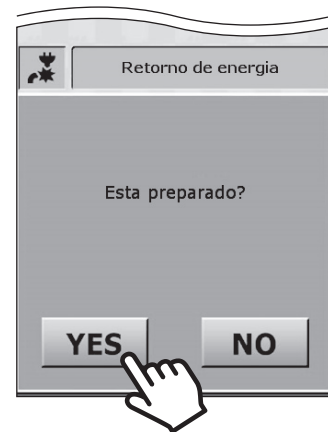 Retorno de energia
Esta preparado?
YES
NO